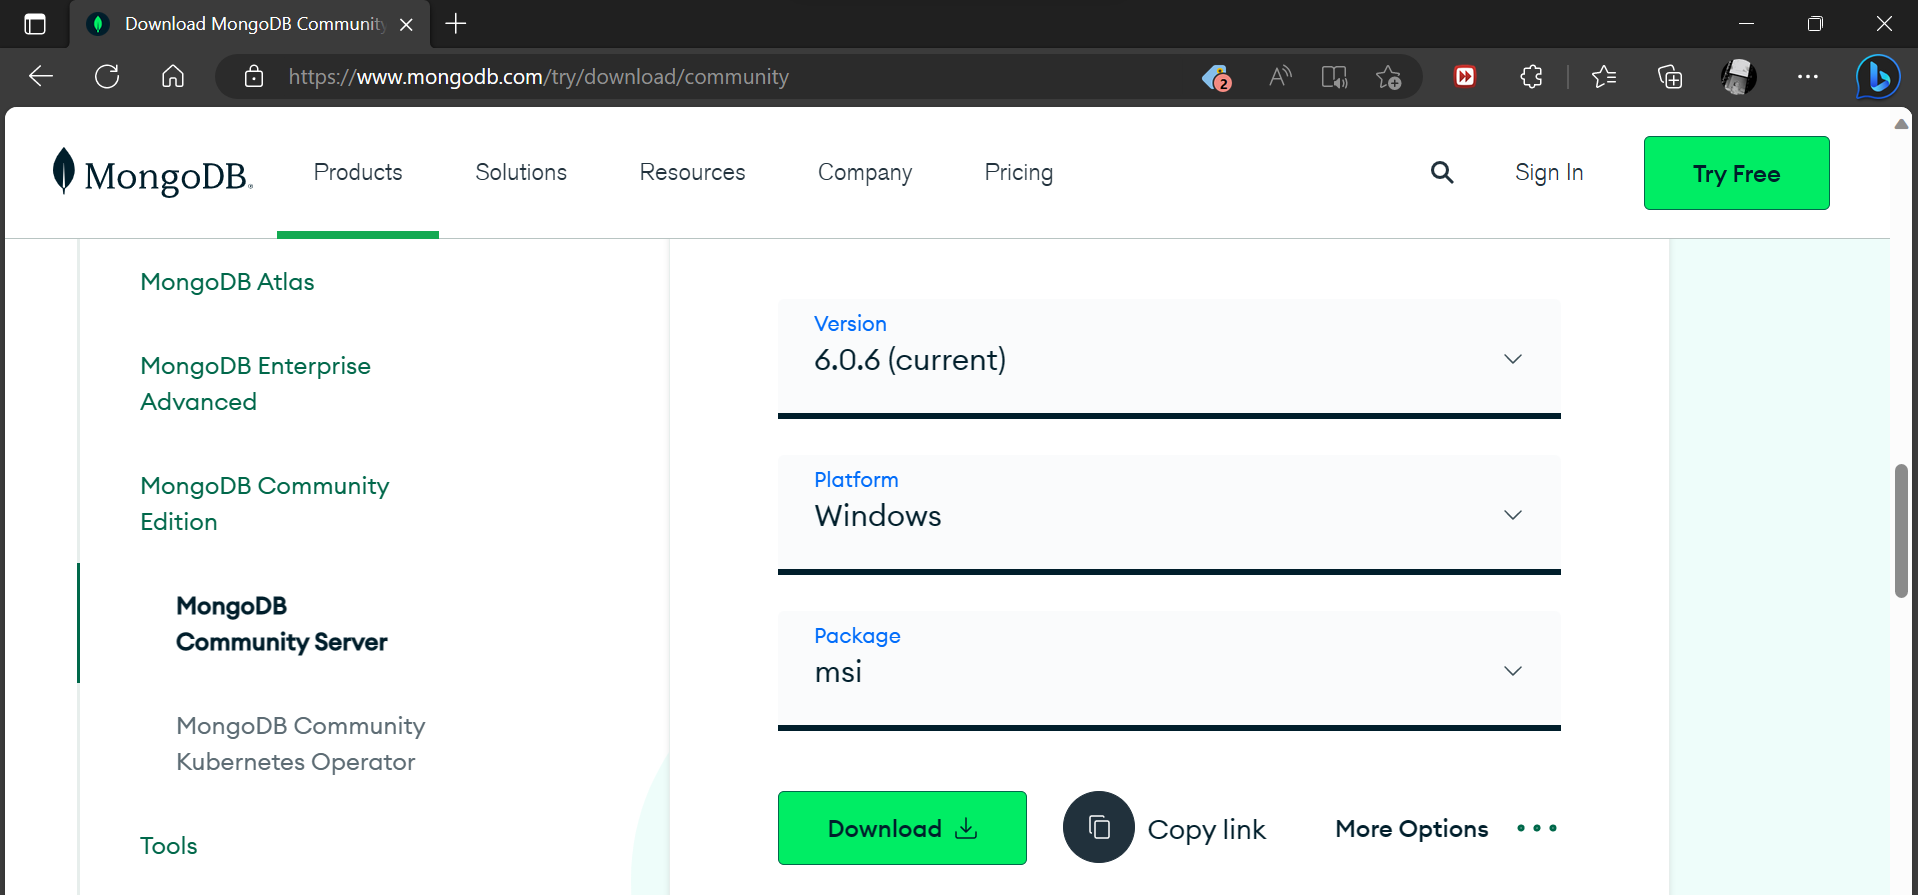 Download MongoDB Community
https://www.mongodb.com/try/download/community
2
MongoDB.
Products
Solutions
Resources
Company
Pricing
Sign In
Try Free
MongoDB Atlas
MongoDB Enterprise
Advanced
MongoDB Community
Edition
MongoDB
Community Server
MongoDB Community
Kubernetes Operator
Tools
Version
6.0.6 (current)
Platform
Windows
Package
msi
Download
Copy link
More Options